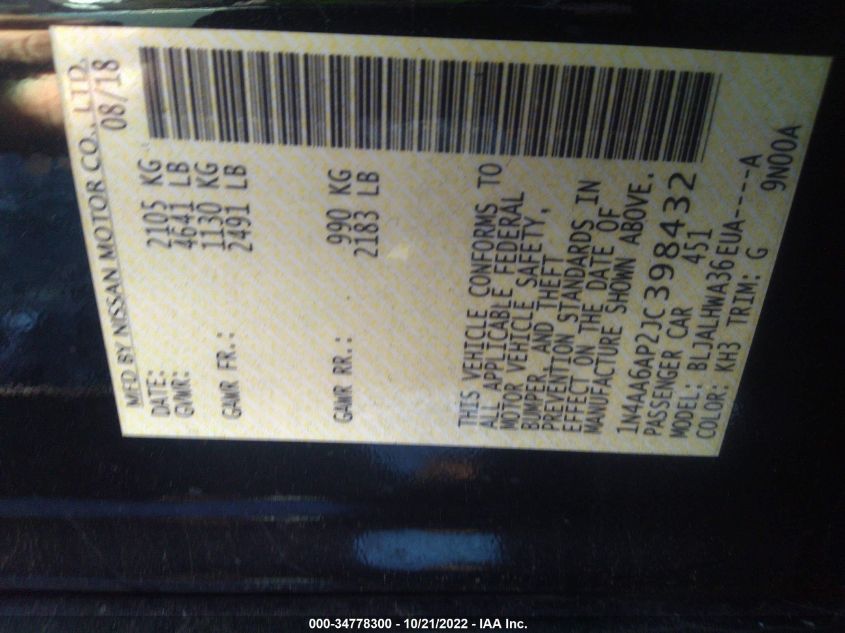 MFD BY NISSAN MOTOR CO., LTD.
DATE: 08/18
GVWR: 2105 KG
4641 LB
GAWR FR.: 1130 KG
2491 LB
GAWR RR.: 990 KG
2183 LB
THIS VEHICLE CONFORMS TO
ALL APPLICABLE FEDERAL
MOTOR VEHICLE SAFETY,
BUMPER, AND THEFT
PREVENTION STANDARDS IN
EFFECT ON THE DATE OF
MANUFACTURE SHOWN ABOVE.
1N4AA6AP2JC398432
PASSENGER CAR 451
MODEL: BLJALHWA36EUA----A
COLOR: KH3 TRIM: G 9N00A
000-34778300 - 10/21/2022 - IAA Inc.